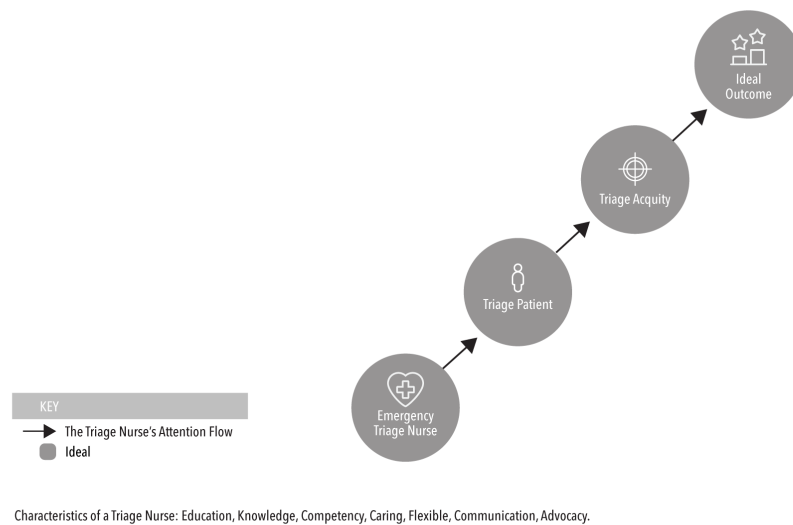 Ideal
Outcome
Triage Acquity
Triage Patient
Emergency
Triage Nurse
KEY
The Triage Nurse's Attention Flow
Ideal
Characteristics of a Triage Nurse: Education, Knowledge, Competency, Caring, Flexible, Communication, Advocacy.